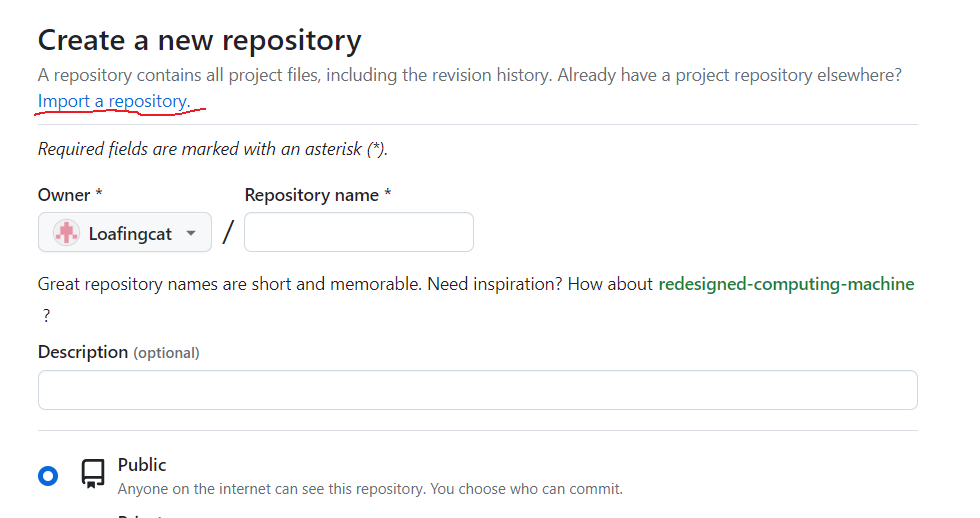 Create a new repository
A repository contains all project files, including the revision history. Already have a project repository elsewhere?
Import a repository.
Required fields are marked with an asterisk (*).
Owner * Repository name *
Loafingcat /
Great repository names are short and memorable. Need inspiration? How about redesigned-computing-machine
?
Description (optional)
Public
Anyone on the internet can see this repository. You choose who can commit.